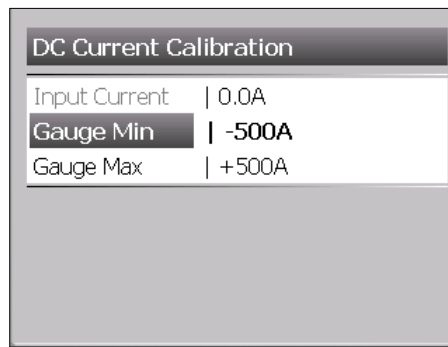 DC Current Calibration
Input Current | 0.0A
Gauge Min | -500A
Gauge Max | +500A